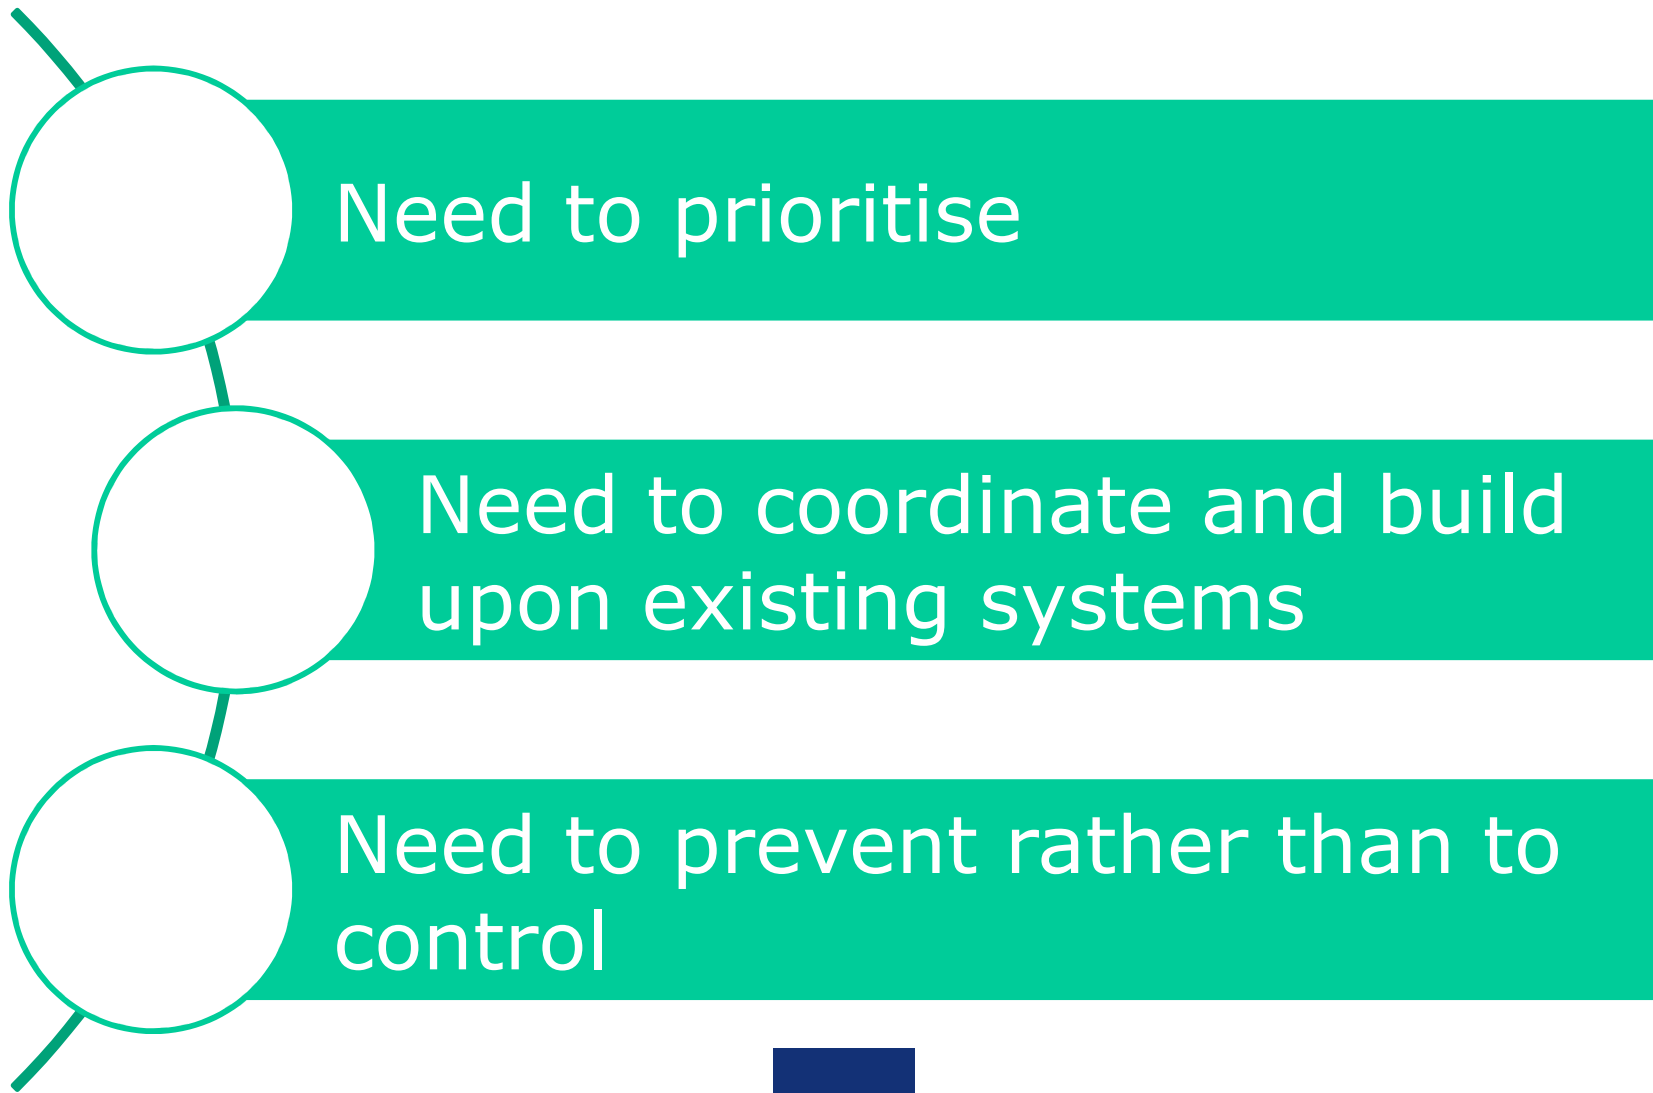 Need to prioritise
Need to coordinate and build
upon existing systems
Need to prevent rather than to
control